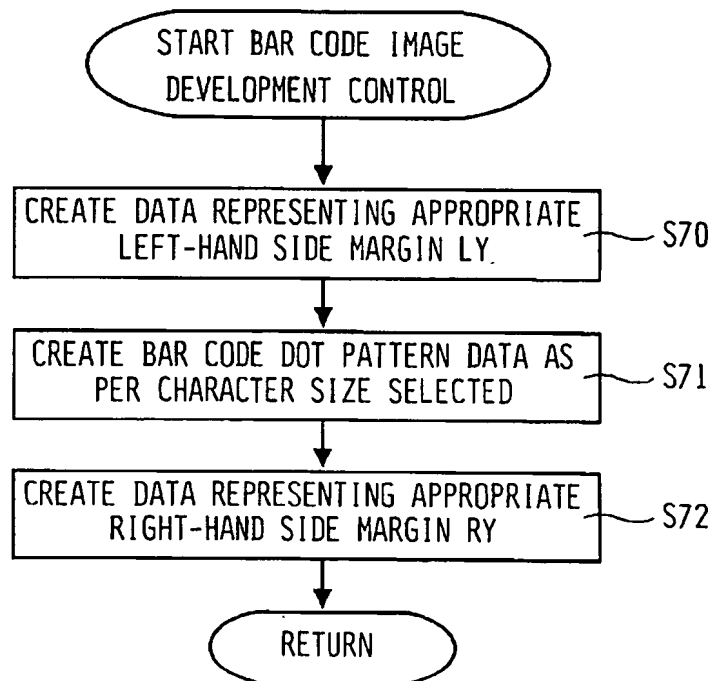 START BAR CODE IMAGE
DEVELOPMENT CONTROL
CREATE DATA REPRESENTING APPROPRIATE
LEFT-HAND SIDE MARGIN LY.
S70
CREATE BAR CODE DOT PATTERN DATA AS
PER CHARACTER SIZE SELECTED
S71
CREATE DATA REPRESENTING APPROPRIATE
RIGHT-HAND SIDE MARGIN RY
S72
RETURN